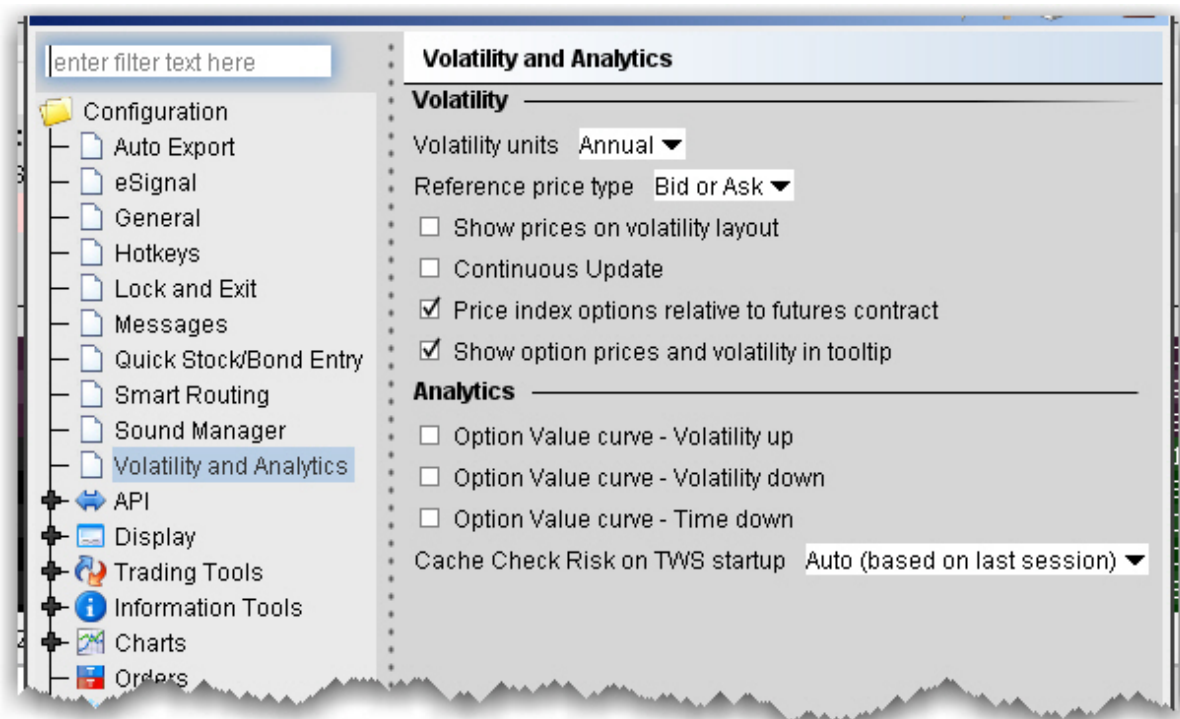 enter filter text here
Configuration
Auto Export
eSignal
General
Hotkeys
Lock and Exit
Messages
Quick Stock/Bond Entry
Smart Routing
Sound Manager
Volatility and Analytics
API
Display
Trading Tools
Information Tools
Charts
Orders
Volatility and Analytics
Volatility
Volatility units Annual
Reference price type Bid or Ask
Show prices on volatility layout
Continuous Update
Price index options relative to futures contract
Show option prices and volatility in tooltip
Analytics
Option Value curve - Volatility up
Option Value curve - Volatility down
Option Value curve - Time down
Cache Check Risk on TWS startup Auto (based on last session)